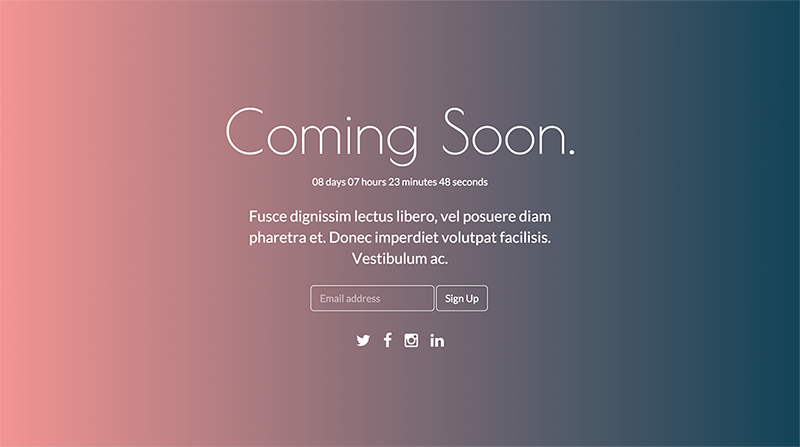 Coming Soon.
08 days 07 hours 23 minutes 48 seconds
Fusce dignissim lectus libero, vel posuere diam
pharetra et. Donec imperdiet volutpat facilisis.
Vestibulum ac.
Email address Sign Up